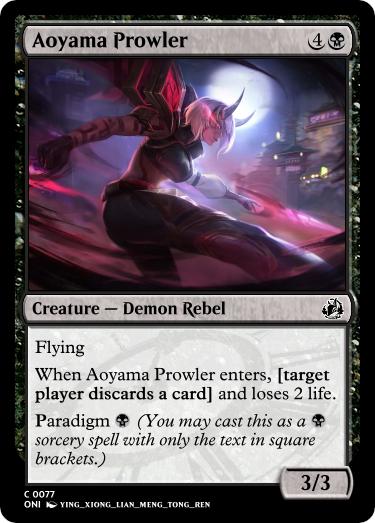 Aoyama Prowler 4
Creature — Demon Rebel
Flying
When Aoyama Prowler enters, [target
player discards a card] and loses 2 life.
Paradigm (You may cast this as a
sorcery spell with only the text in square
brackets.)
3/3
C 0077
ONI YING_XIONG_LIAN_MENG_TONG_REN